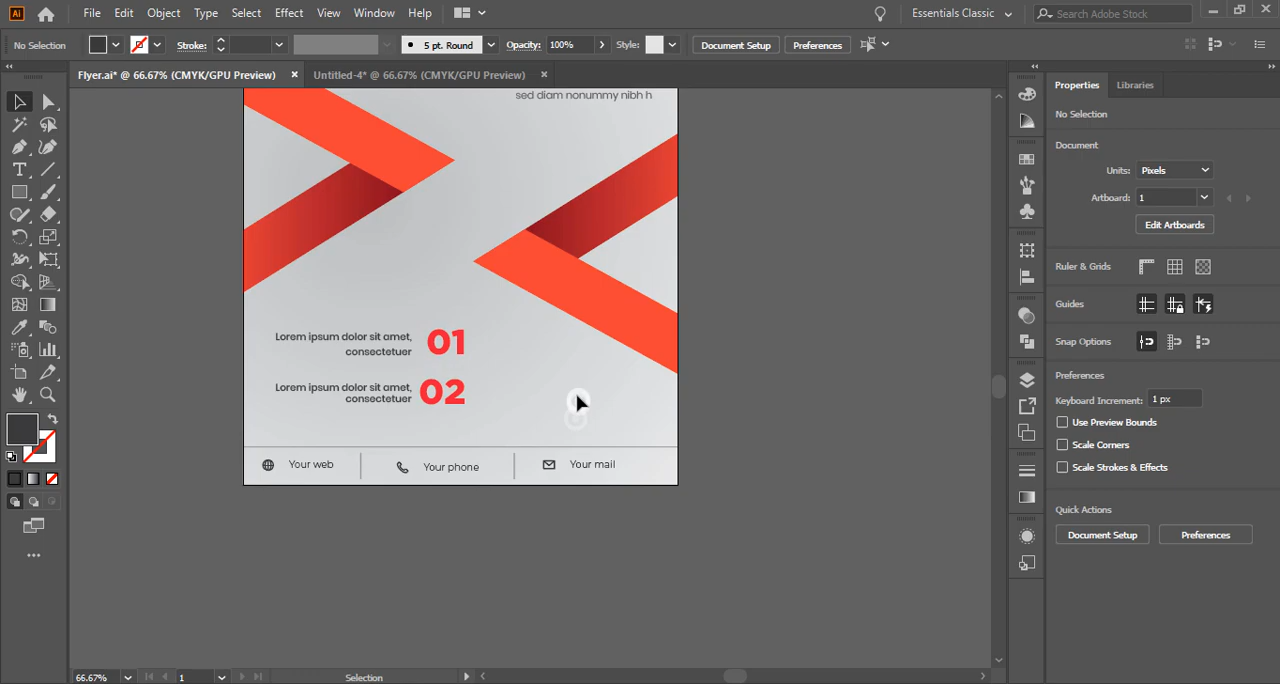 Ai File Edit Object Type Select Effect View Window Help Essentials Classic Search Adobe Stock
No Selection Stroke: 5 pt. Round Opacity: 100% Style: Document Setup Preferences
Flyer.ai* @ 66.67% (CMYK/GPU Preview) × Untitled-4* @ 66.67% (CMYK/GPU Preview) ×
sed diam nonummy nibh h
Lorem ipsum dolor sit amet,
consectetuer
01
Lorem ipsum dolor sit amet,
consectetuer
02
Your web Your phone Your mail
Properties Libraries
No Selection
Document
Units: Pixels
Artboard: 1
Edit Artboards
Ruler & Grids
Guides
Snap Options
Preferences
Keyboard Increment: 1 px
Use Preview Bounds
Scale Corners
Scale Strokes & Effects
Quick Actions
Document Setup Preferences
66.67% 1 Selection